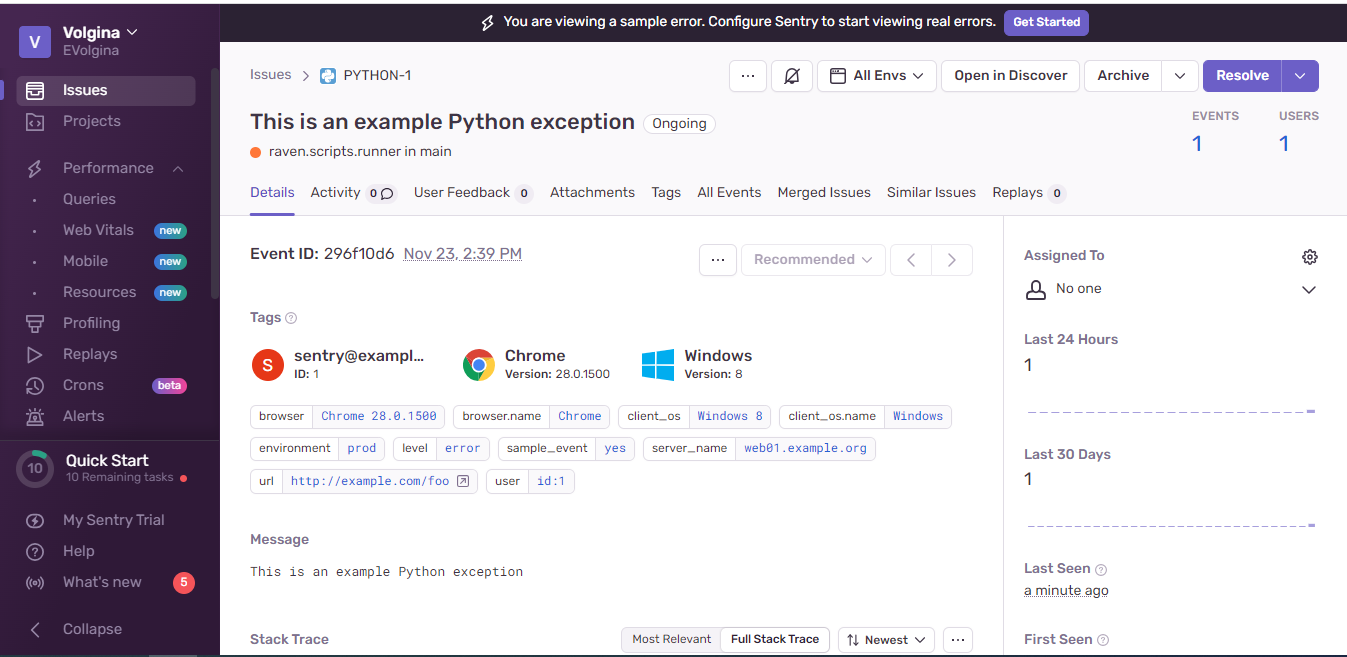 You are viewing a sample error. Configure Sentry to start viewing real errors. Get Started
V
Volgina
EVolgina
Issues
Projects
Performance
Queries
Web Vitals new
Mobile new
Resources new
Profiling
Replays
Crons beta
Alerts
10
Quick Start
10 Remaining tasks
My Sentry Trial
Help
What's new 5
Collapse
Issues > PYTHON-1
... All Envs Open in Discover Archive Resolve
This is an example Python exception Ongoing
raven.scripts.runner in main
EVENTS USERS
1 1
Details Activity 0 User Feedback 0 Attachments Tags All Events Merged Issues Similar Issues Replays 0
Event ID: 296f10d6 Nov 23, 2:39 PM
... Recommended < >
Tags ?
S
sentry@exampl...
ID: 1
Chrome
Version: 28.0.1500
Windows
Version: 8
browser Chrome 28.0.1500 browser.name Chrome client_os Windows 8 client_os.name Windows
environment prod level error sample_event yes server_name web01.example.org
url http://example.com/foo user id:1
Message
This is an example Python exception
Stack Trace Most Relevant Full Stack Trace Newest ...
Assigned To
No one
Last 24 Hours
1
Last 30 Days
1
Last Seen ?
a minute ago
First Seen ?